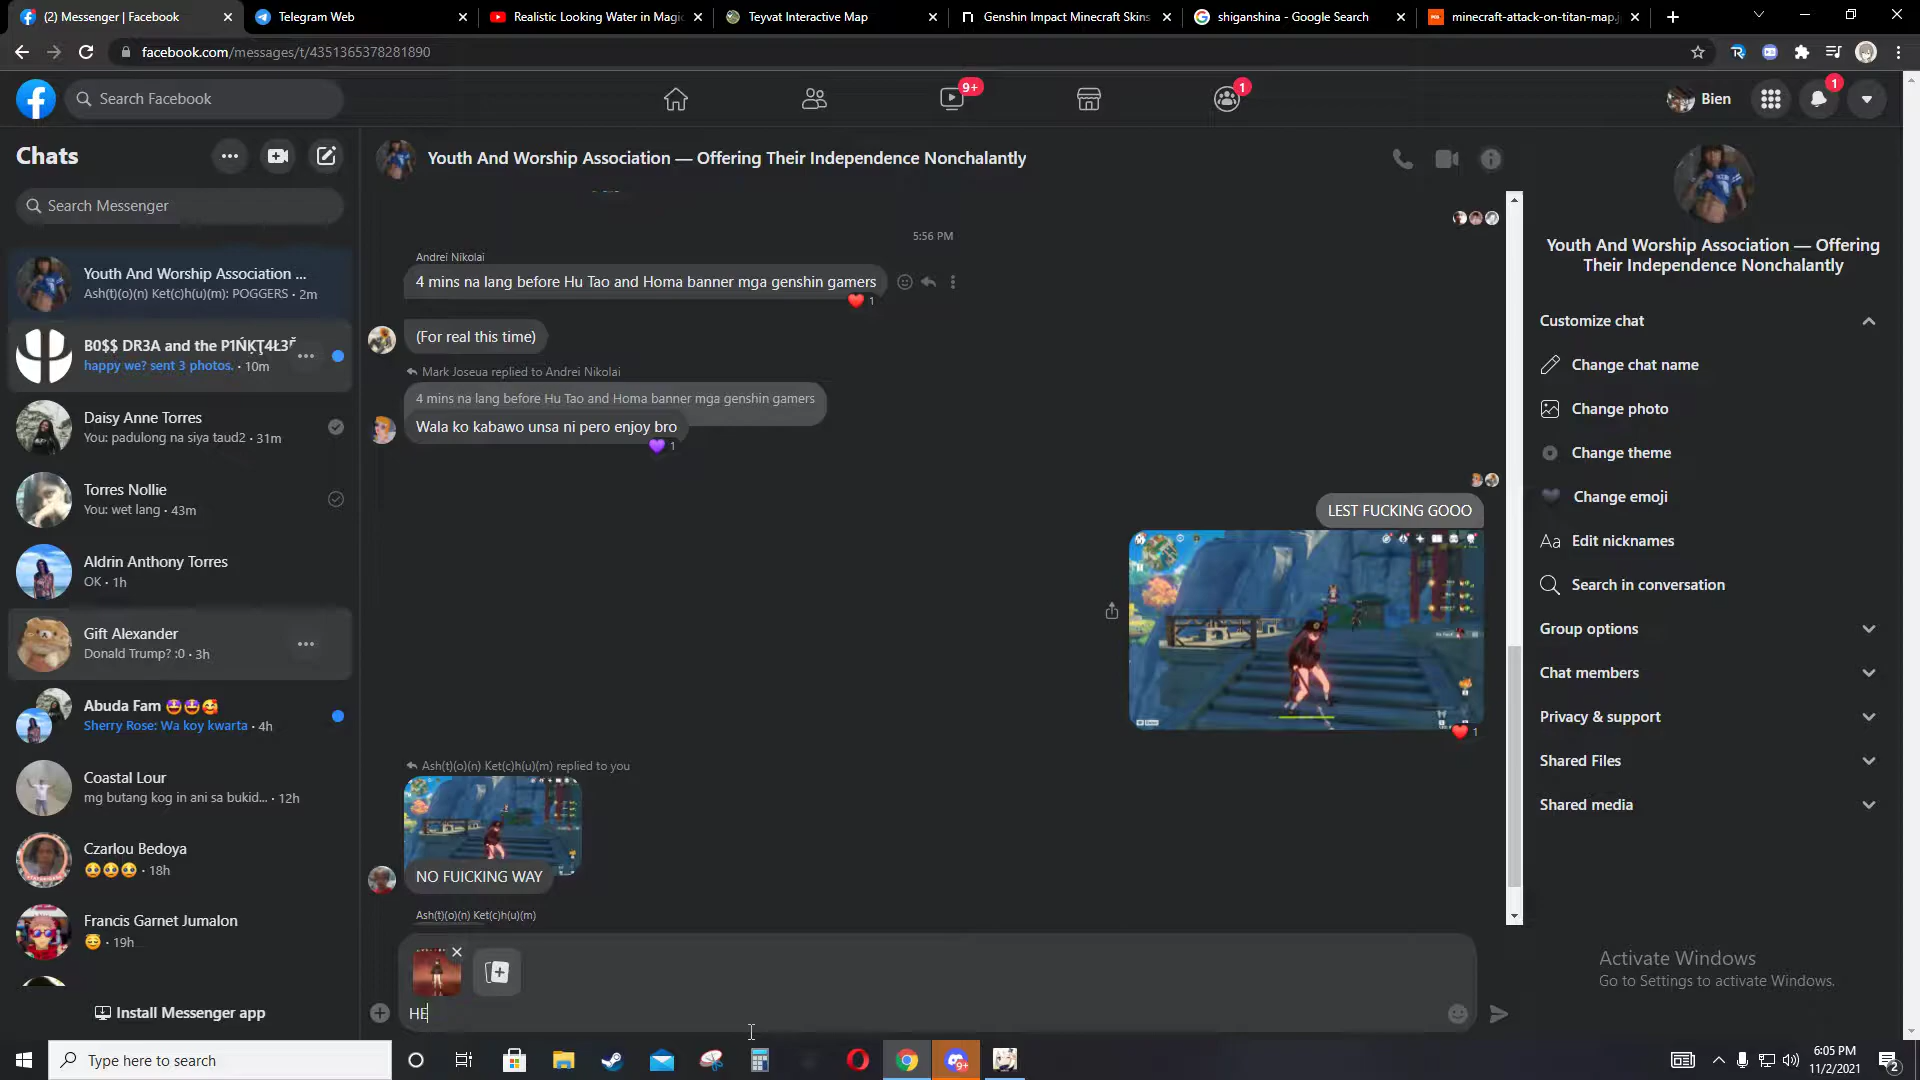 (2) Messenger | Facebook
Telegram Web
Realistic Looking Water in Magic
Teyvat Interactive Map
Genshin Impact Minecraft Skins
shiganshina - Google Search
minecraft-attack-on-titan-map.j
facebook.com/messages/t/4351365378281890
Search Facebook
9+
1
Bien
1
Chats
Search Messenger
Youth And Worship Association ...
Ash(t)(o)(n) Ket(c)h(u)(m): POGGERS · 2m
B0$$ DR3A and the P1ŃĶŢ4Ł3Ř
happy we? sent 3 photos. · 10m
Daisy Anne Torres
You: padulong na siya taud2 · 31m
Torres Nollie
You: wet lang · 43m
Aldrin Anthony Torres
OK · 1h
Gift Alexander
Donald Trump? :0 · 3h
Abuda Fam 🤩🤩🥰
Sherry Rose: Wa koy kwarta · 4h
Coastal Lour
mg butang kog in ani sa bukid... · 12h
Czarlou Bedoya
🥺🥺🥺 · 18h
Francis Garnet Jumalon
😇 · 19h
Install Messenger app
Youth And Worship Association — Offering Their Independence Nonchalantly
5:56 PM
Andrei Nikolai
4 mins na lang before Hu Tao and Homa banner mga genshin gamers
❤️ 1
(For real this time)
Mark Joseua replied to Andrei Nikolai
4 mins na lang before Hu Tao and Homa banner mga genshin gamers
Wala ko kabawo unsa ni pero enjoy bro
💜 1
LEST FUCKING GOOO
❤️ 1
Ash(t)(o)(n) Ket(c)h(u)(m) replied to you
NO FUICKING WAY
Ash(t)(o)(n) Ket(c)h(u)(m)
HE
Youth And Worship Association — Offering
Their Independence Nonchalantly
Customize chat
Change chat name
Change photo
Change theme
Change emoji
Aa Edit nicknames
Search in conversation
Group options
Chat members
Privacy & support
Shared Files
Shared media
Activate Windows
Go to Settings to activate Windows.
Type here to search
9+
6:05 PM
11/2/2021
2